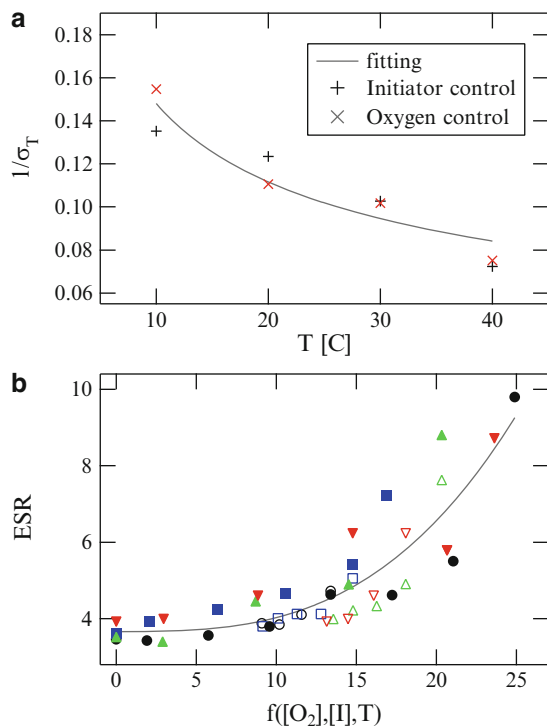 a
0.18
0.16
0.14
0.12
0.10
0.08
0.06
1/σ_T
fitting
Initiator control
Oxygen control
10 20 30 40
T [C]
b
10
8
6
4
ESR
0 5 10 15 20 25
f([O₂],[I],T)